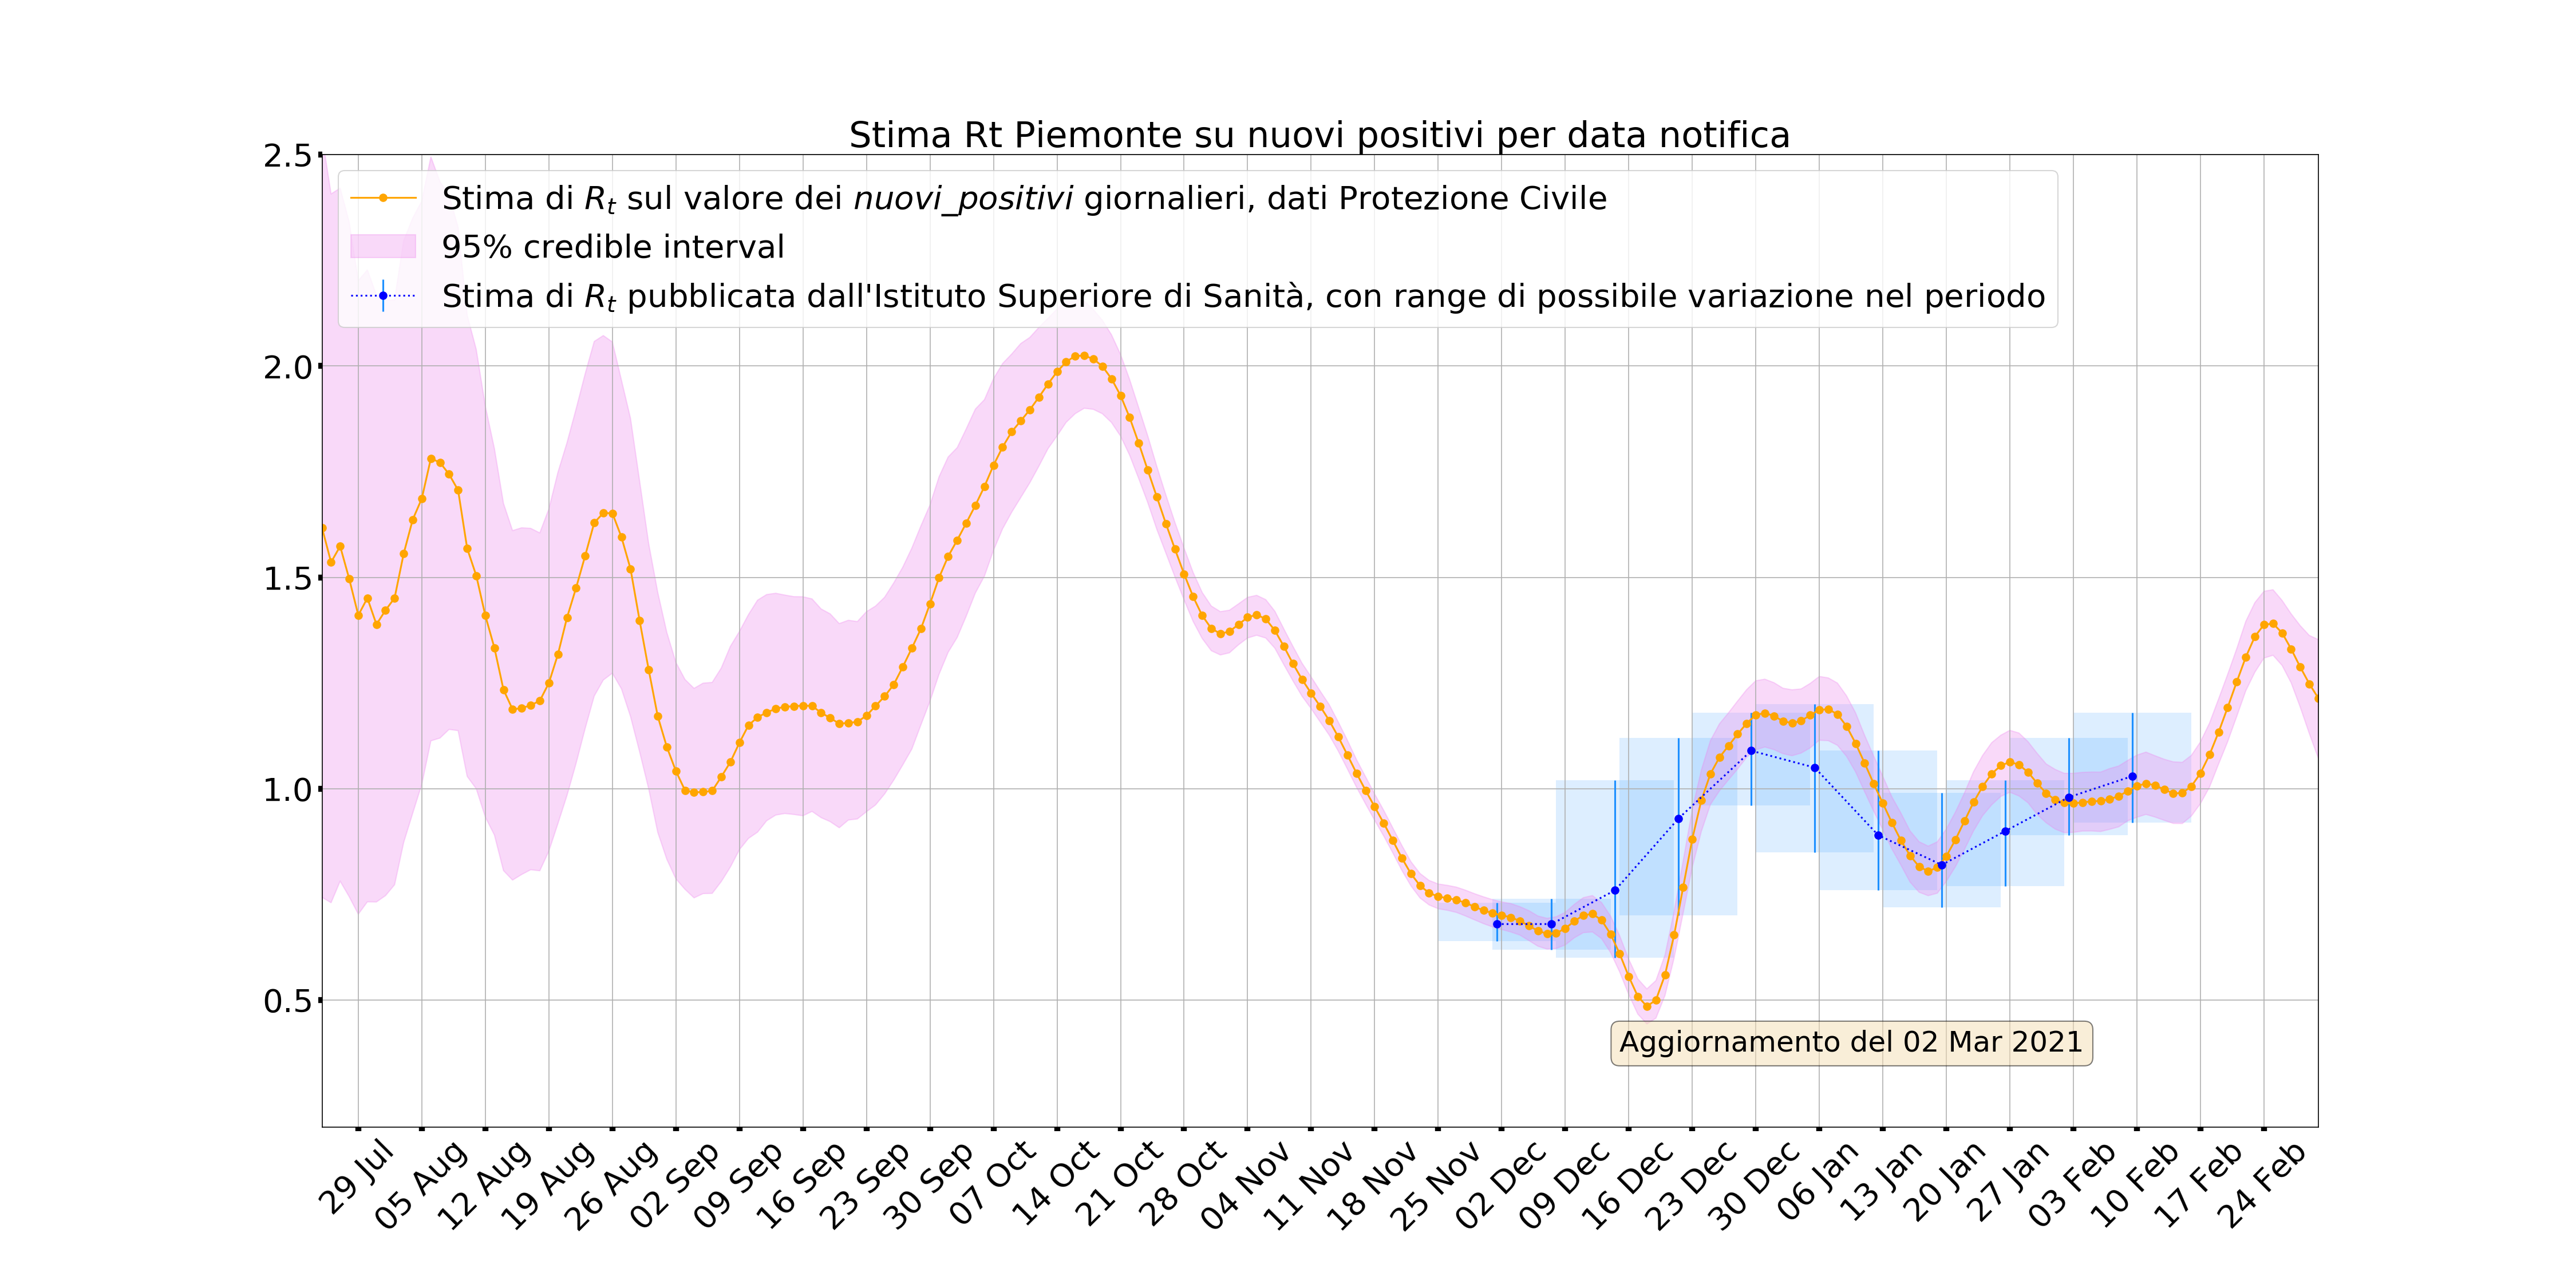 Stima Rt Piemonte su nuovi positivi per data notifica
2.5
2.0
1.5
1.0
0.5
Stima di Rt sul valore dei nuovi_positivi giornalieri, dati Protezione Civile
95% credible interval
Stima di Rt pubblicata dall'Istituto Superiore di Sanità, con range di possibile variazione nel periodo
Aggiornamento del 02 Mar 2021
29 Jul
05 Aug
12 Aug
19 Aug
26 Aug
02 Sep
09 Sep
16 Sep
23 Sep
30 Sep
07 Oct
14 Oct
21 Oct
28 Oct
04 Nov
11 Nov
18 Nov
25 Nov
02 Dec
09 Dec
16 Dec
23 Dec
30 Dec
06 Jan
13 Jan
20 Jan
27 Jan
03 Feb
10 Feb
17 Feb
24 Feb